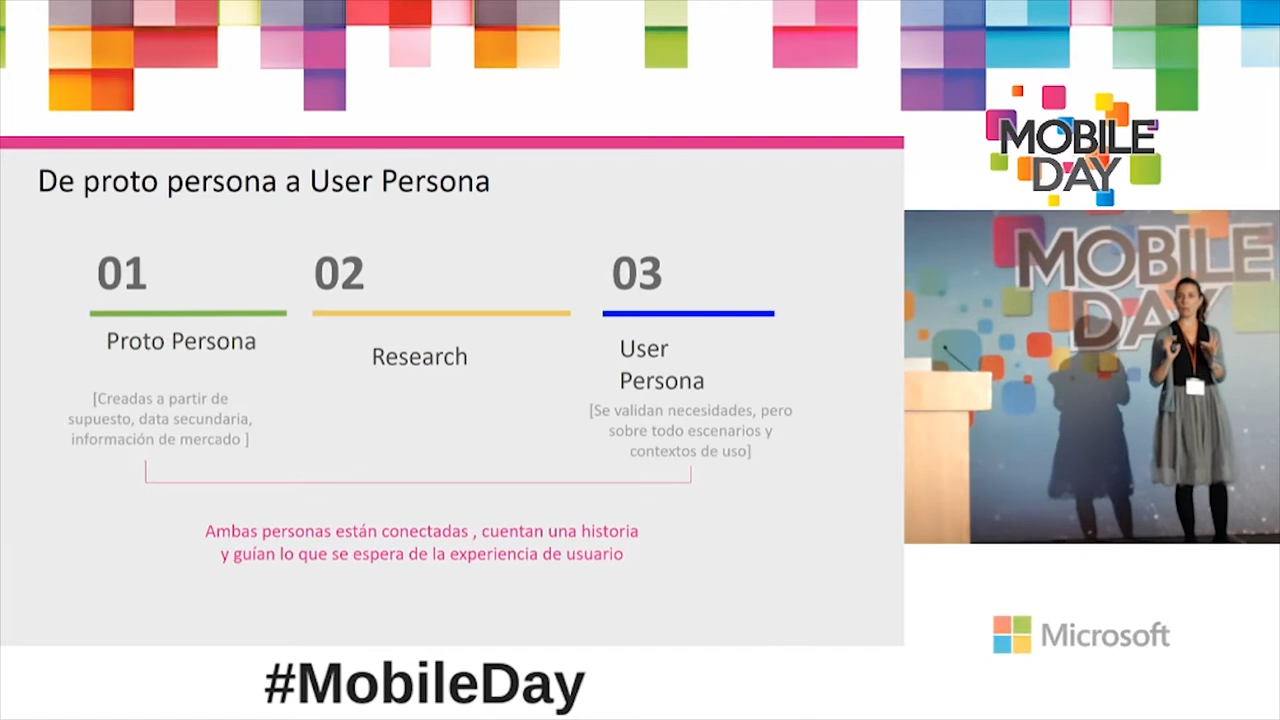 De proto persona a User Persona
01
Proto Persona
[Creadas a partir de
supuesto, data secundaria,
información de mercado ]
02
Research
03
User
Persona
[Se validan necesidades, pero
sobre todo escenarios y
contextos de uso]
Ambas personas están conectadas , cuentan una historia
y guían lo que se espera de la experiencia de usuario
#MobileDay
MOBILE
DAY
MOBILE
DAY
Microsoft